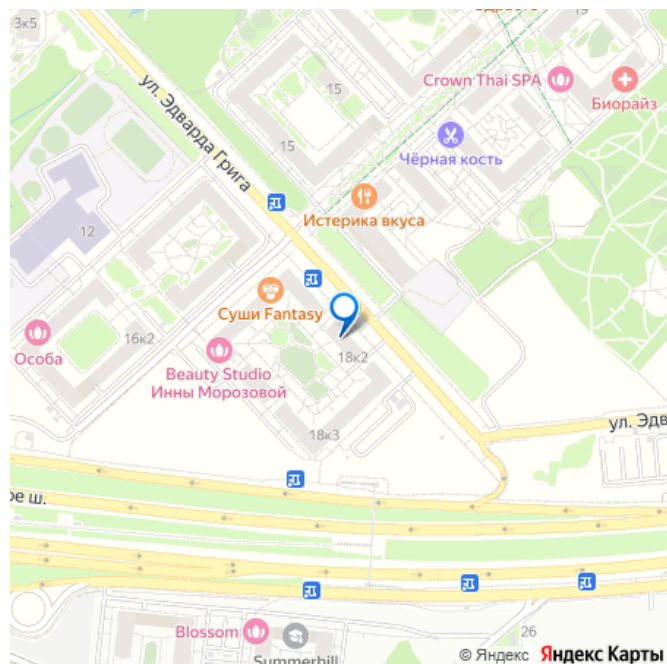 3к5
Crown Thai SPA
Биорайз
19
15
ул. Эдварда Грига
15
Чёрная кость
Истерика вкуса
12
Суши Fantasy
16к2
Особа
Beauty Studio
Инны Морозовой
18к2
18к3
ул. Эдв
ое ш.
Blossom
Summerhill
26
© Яндекс Яндекс Карты